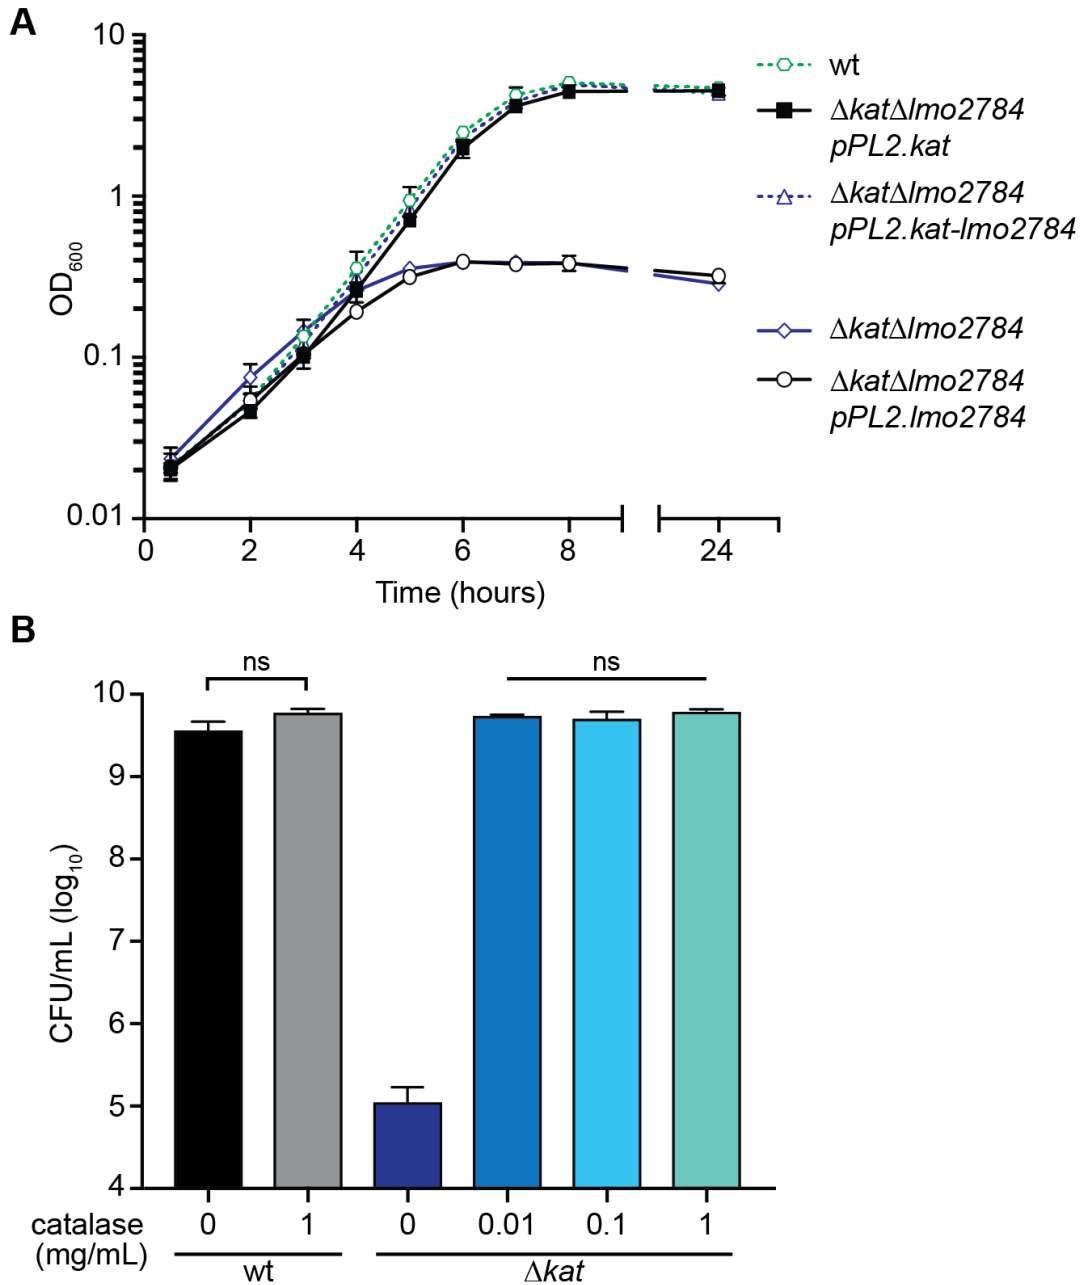 A
10
1
0.1
0.01
OD600
0 2 4 6 8 24
Time (hours)
wt
ΔkatΔlmo2784
pPL2.kat
ΔkatΔlmo2784
pPL2.kat-lmo2784
ΔkatΔlmo2784
ΔkatΔlmo2784
pPL2.lmo2784
B
ns ns
10
9
8
7
6
5
4
CFU/mL (log10)
catalase 0 1 0 0.01 0.1 1
(mg/mL)
wt Δkat